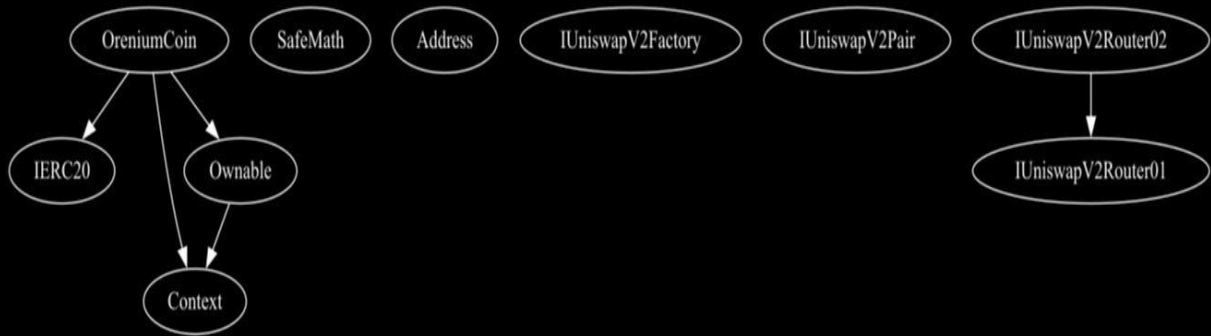 OreniumCoin
SafeMath
Address
IUniswapV2Factory
IUniswapV2Pair
IUniswapV2Router02
IERC20
Ownable
IUniswapV2Router01
Context